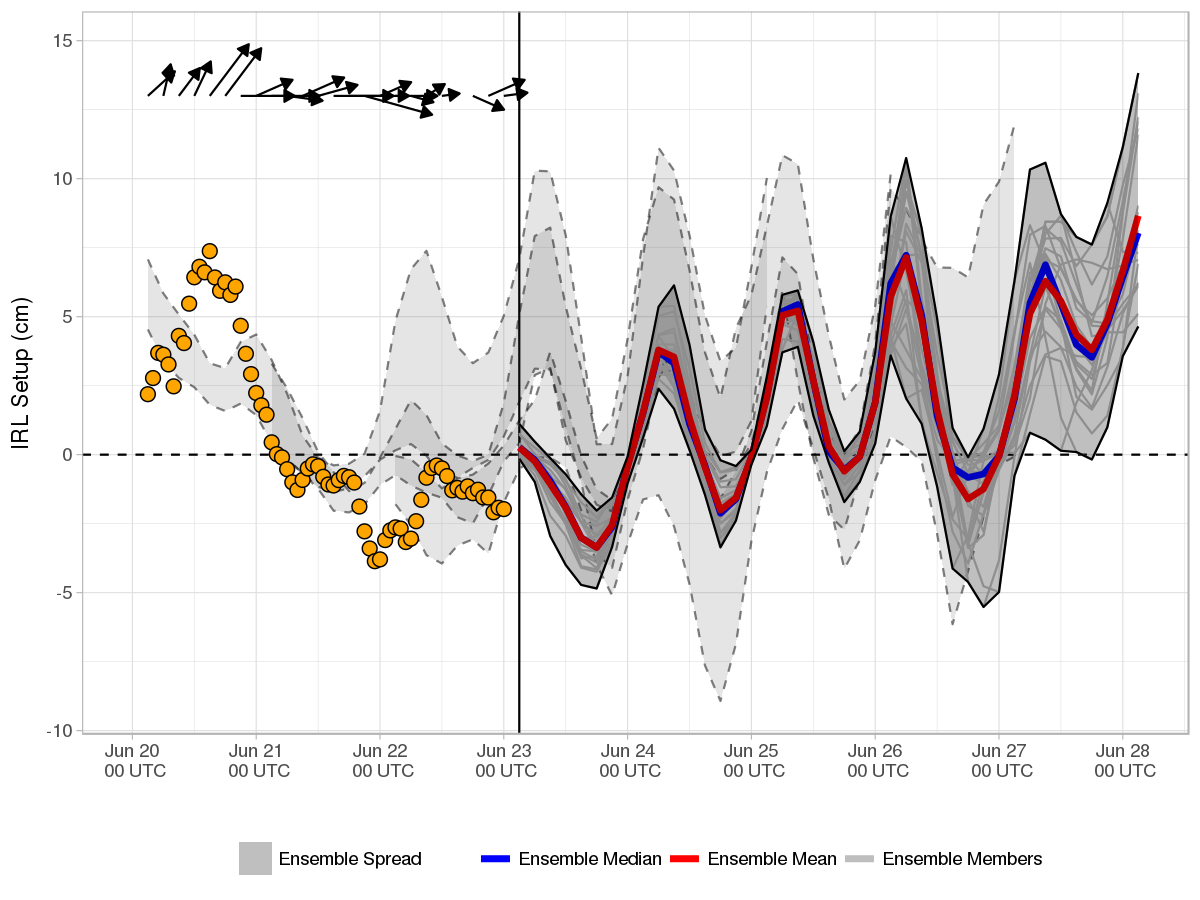 IRL Setup (cm)
15
10
5
0
-5
-10
Jun 20 Jun 21 Jun 22 Jun 23 Jun 24 Jun 25 Jun 26 Jun 27 Jun 28
00 UTC 00 UTC 00 UTC 00 UTC 00 UTC 00 UTC 00 UTC 00 UTC 00 UTC
Ensemble Spread Ensemble Median Ensemble Mean Ensemble Members